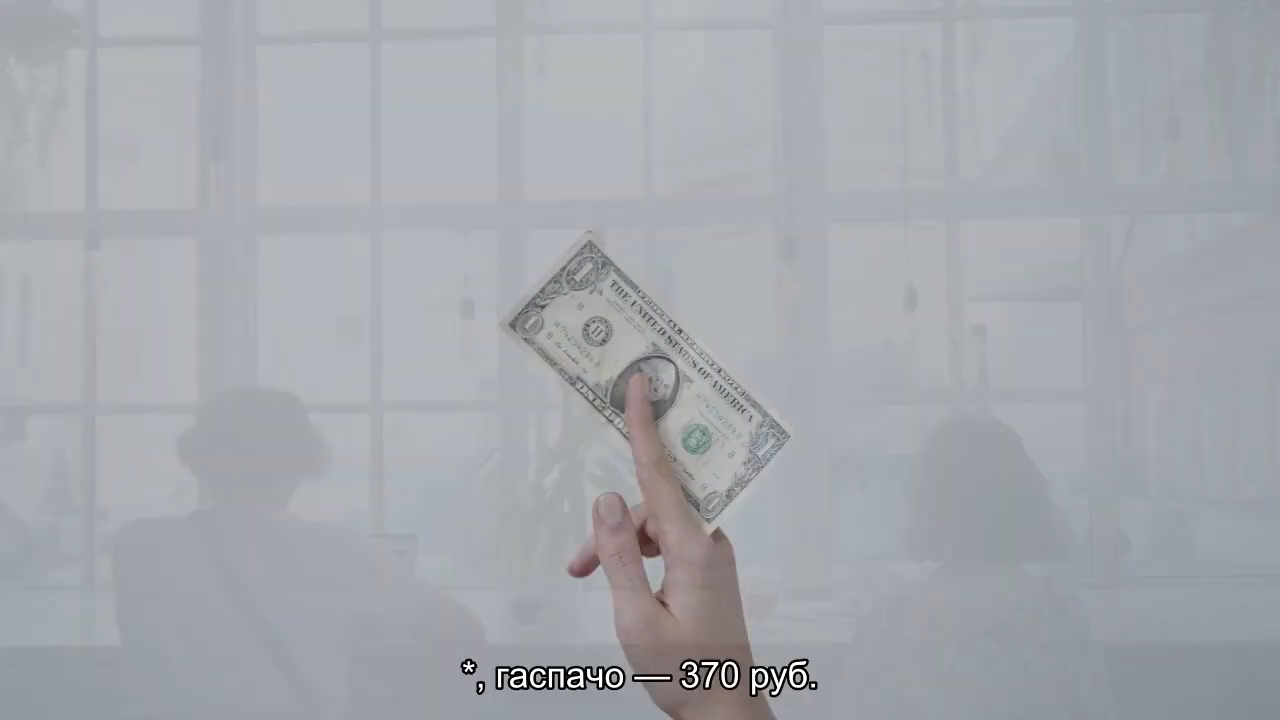 THE UNITED STATES OF AMERICA
*, гаспачо — 370 руб.